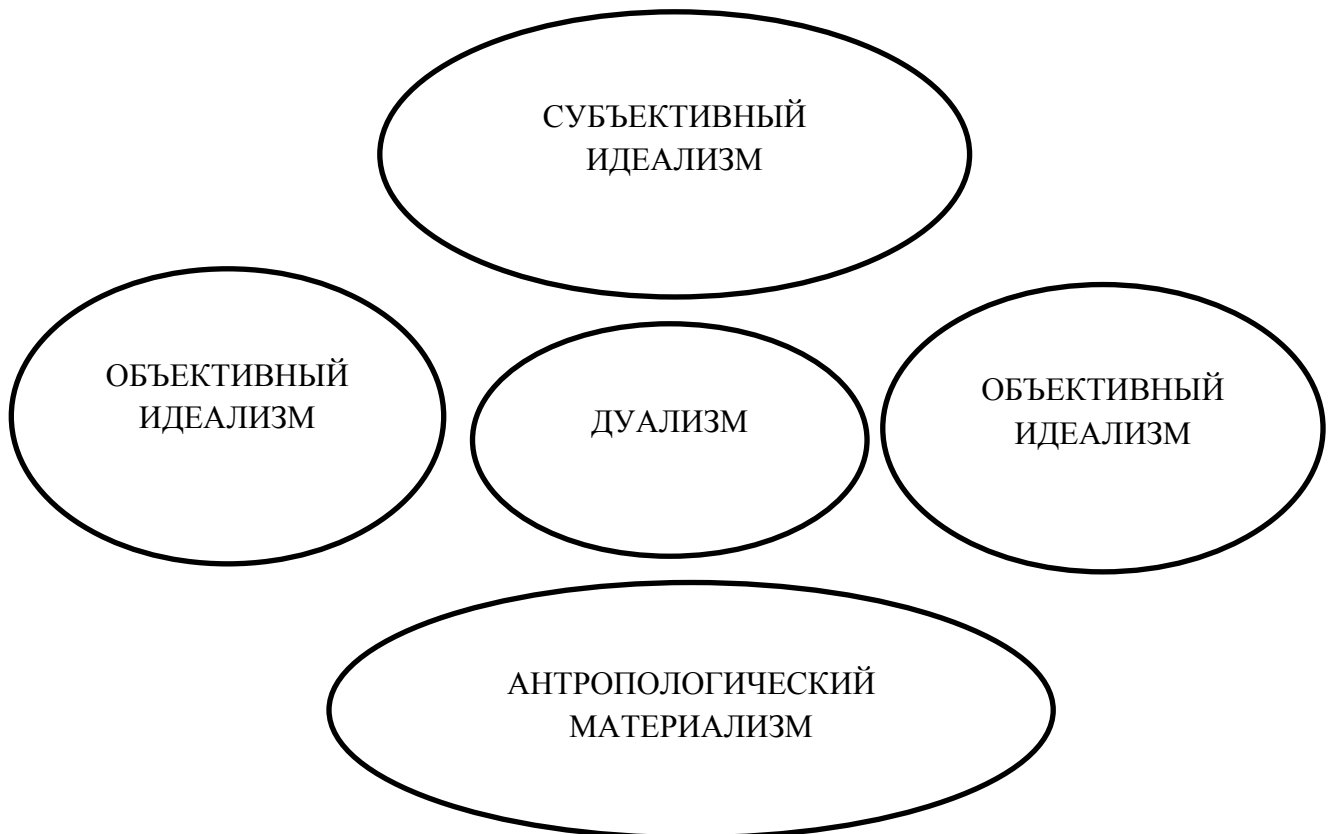 СУБЪЕКТИВНЫЙ
ИДЕАЛИЗМ
ОБЪЕКТИВНЫЙ
ИДЕАЛИЗМ
ДУАЛИЗМ
ОБЪЕКТИВНЫЙ
ИДЕАЛИЗМ
АНТРОПОЛОГИЧЕСКИЙ
МАТЕРИАЛИЗМ